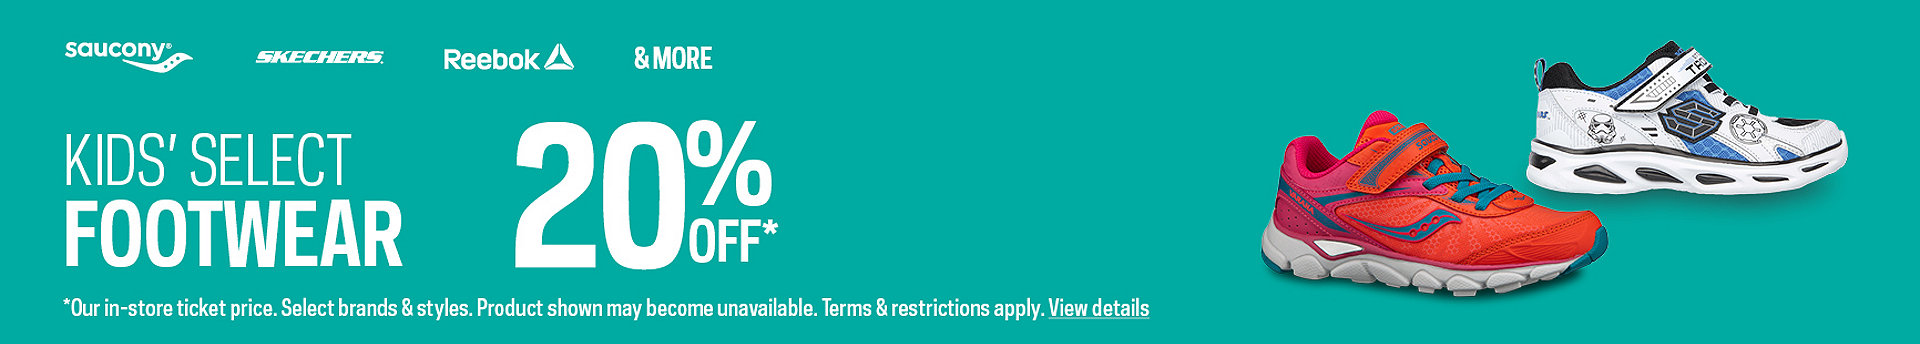 saucony®
SKECHERS.
Reebok
& MORE
KIDS' SELECT
FOOTWEAR
20%
OFF*
*Our in-store ticket price. Select brands & styles. Product shown may become unavailable. Terms & restrictions apply. View details